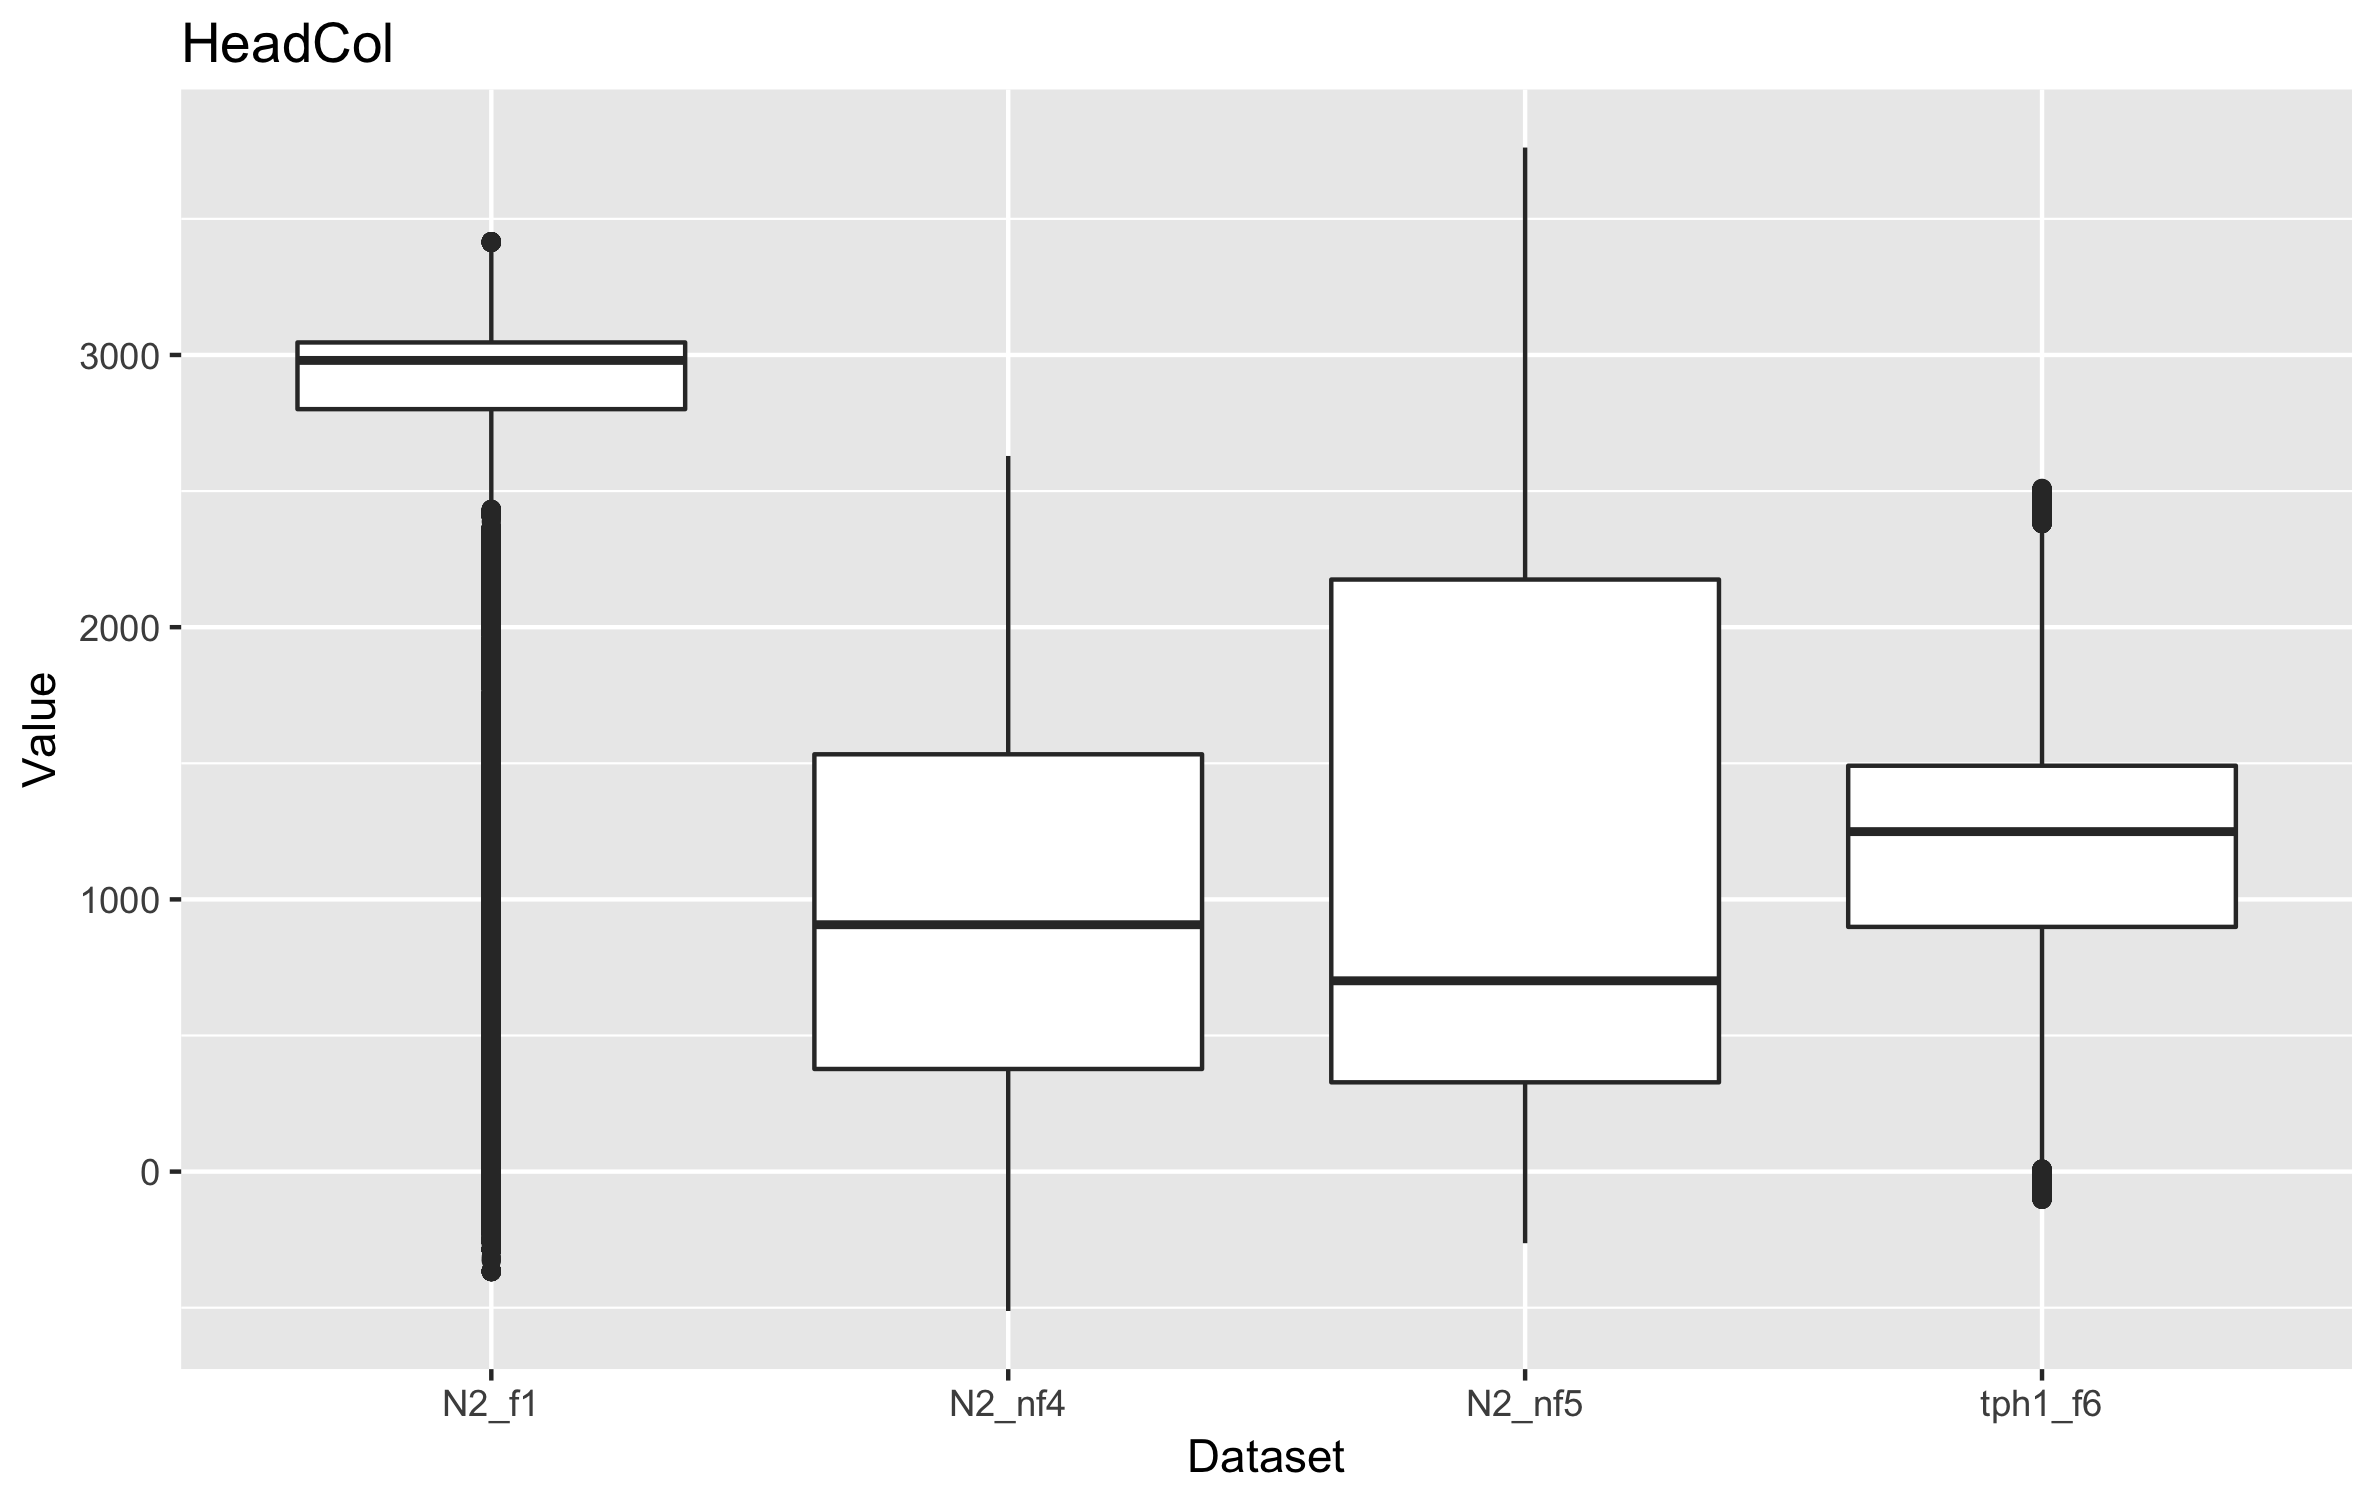 HeadCol
Value
3000
2000
1000
0
N2_f1
N2_nf4
N2_nf5
tph1_f6
Dataset